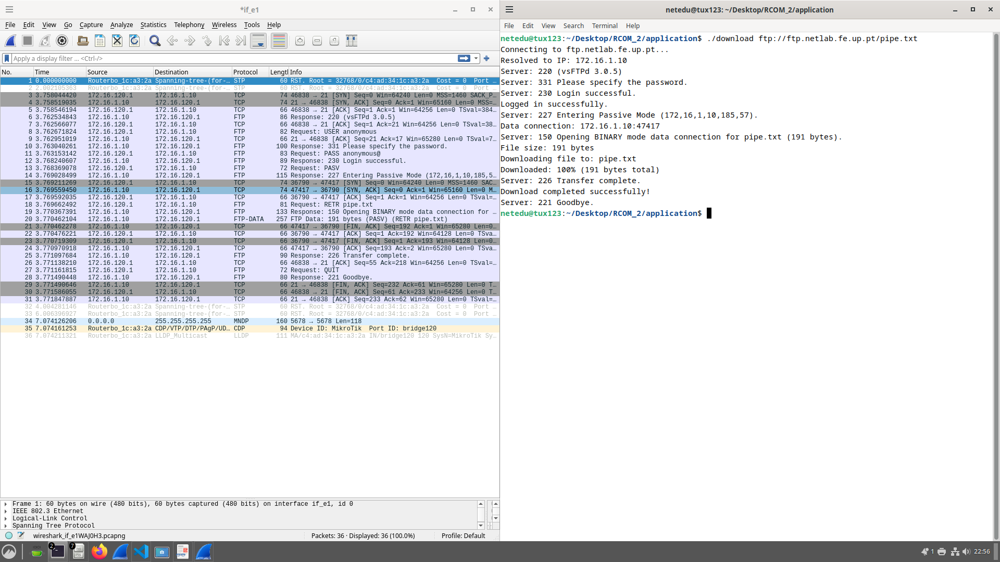 *if_e1
File Edit View Go Capture Analyze Statistics Telephony Wireless Tools Help
Apply a display filter ... <Ctrl-/>
No. Time Source Destination Protocol Length Info
1 0.000000000 Routerbo_1c:a3:2a Spanning-tree-(for-… STP 60 RST. Root = 32768/0/c4:ad:34:1c:a3:2a Cost = 0 Port …
2 2.002105363 Routerbo_1c:a3:2a Spanning-tree-(for-… STP 60 RST. Root = 32768/0/c4:ad:34:1c:a3:2a Cost = 0 Port …
3 3.758044420 172.16.120.1 172.16.1.10 TCP 74 46838 → 21 [SYN] Seq=0 Win=64240 Len=0 MSS=1460 SACK_P…
4 3.758519035 172.16.1.10 172.16.120.1 TCP 74 21 → 46838 [SYN, ACK] Seq=0 Ack=1 Win=65160 Len=0 MSS=…
5 3.758546194 172.16.120.1 172.16.1.10 TCP 66 46838 → 21 [ACK] Seq=1 Ack=1 Win=64256 Len=0 TSval=384…
6 3.762534843 172.16.1.10 172.16.120.1 FTP 86 Response: 220 (vsFTPd 3.0.5)
7 3.762566077 172.16.120.1 172.16.1.10 TCP 66 46838 → 21 [ACK] Seq=1 Ack=21 Win=64256 Len=0 TSval=38…
8 3.762671824 172.16.120.1 172.16.1.10 FTP 82 Request: USER anonymous
9 3.762951019 172.16.1.10 172.16.120.1 TCP 66 21 → 46838 [ACK] Seq=21 Ack=17 Win=65280 Len=0 TSval=7…
10 3.763040261 172.16.1.10 172.16.120.1 FTP 100 Response: 331 Please specify the password.
11 3.763153142 172.16.120.1 172.16.1.10 FTP 83 Request: PASS anonymous@
12 3.768240607 172.16.1.10 172.16.120.1 FTP 89 Response: 230 Login successful.
13 3.768369078 172.16.120.1 172.16.1.10 FTP 72 Request: PASV
14 3.769028499 172.16.1.10 172.16.120.1 FTP 115 Response: 227 Entering Passive Mode (172,16,1,10,185,5…
15 3.769211269 172.16.120.1 172.16.1.10 TCP 74 36790 → 47417 [SYN] Seq=0 Win=64240 Len=0 MSS=1460 SAC…
16 3.769559450 172.16.1.10 172.16.120.1 TCP 74 47417 → 36790 [SYN, ACK] Seq=0 Ack=1 Win=65160 Len=0 M…
17 3.769592035 172.16.120.1 172.16.1.10 TCP 66 36790 → 47417 [ACK] Seq=1 Ack=1 Win=64256 Len=0 TSval=…
18 3.769662492 172.16.120.1 172.16.1.10 FTP 81 Request: RETR pipe.txt
19 3.770367391 172.16.1.10 172.16.120.1 FTP 133 Response: 150 Opening BINARY mode data connection for …
20 3.770462104 172.16.1.10 172.16.120.1 FTP-DATA 257 FTP Data: 191 bytes (PASV) (RETR pipe.txt)
21 3.770462278 172.16.1.10 172.16.120.1 TCP 66 47417 → 36790 [FIN, ACK] Seq=192 Ack=1 Win=65280 Len=0…
22 3.770476221 172.16.120.1 172.16.1.10 TCP 66 36790 → 47417 [ACK] Seq=1 Ack=192 Win=64128 Len=0 TSva…
23 3.770719309 172.16.120.1 172.16.1.10 TCP 66 36790 → 47417 [FIN, ACK] Seq=1 Ack=193 Win=64128 Len=0…
24 3.770970918 172.16.1.10 172.16.120.1 TCP 66 47417 → 36790 [ACK] Seq=193 Ack=2 Win=65280 Len=0 TSva…
25 3.771097684 172.16.1.10 172.16.120.1 FTP 90 Response: 226 Transfer complete.
26 3.771138210 172.16.120.1 172.16.1.10 TCP 66 46838 → 21 [ACK] Seq=55 Ack=218 Win=64256 Len=0 TSval=…
27 3.771161815 172.16.120.1 172.16.1.10 FTP 72 Request: QUIT
28 3.771490448 172.16.1.10 172.16.120.1 FTP 80 Response: 221 Goodbye.
29 3.771490646 172.16.1.10 172.16.120.1 TCP 66 21 → 46838 [FIN, ACK] Seq=232 Ack=61 Win=65280 Len=0 T…
30 3.771586055 172.16.120.1 172.16.1.10 TCP 66 46838 → 21 [FIN, ACK] Seq=61 Ack=233 Win=64256 Len=0 T…
31 3.771847887 172.16.1.10 172.16.120.1 TCP 66 21 → 46838 [ACK] Seq=233 Ack=62 Win=65280 Len=0 TSval=…
32 4.004281146 Routerbo_1c:a3:2a Spanning-tree-(for-… STP 60 RST. Root = 32768/0/c4:ad:34:1c:a3:2a Cost = 0 Port …
33 6.006396927 Routerbo_1c:a3:2a Spanning-tree-(for-… STP 60 RST. Root = 32768/0/c4:ad:34:1c:a3:2a Cost = 0 Port …
34 7.074126206 0.0.0.0 255.255.255.255 MNDP 160 5678 → 5678 Len=118
35 7.074161253 Routerbo_1c:a3:2a CDP/VTP/DTP/PAgP/UD… CDP 94 Device ID: MikroTik Port ID: bridge120
36 7.074211321 Routerbo_1c:a3:2a LLDP_Multicast LLDP 111 MA/c4:ad:34:1c:a3:2a IN/bridge120 120 SysN=MikroTik Sy…
Frame 1: 60 bytes on wire (480 bits), 60 bytes captured (480 bits) on interface if_e1, id 0
IEEE 802.3 Ethernet
Logical-Link Control
Spanning Tree Protocol
wireshark_if_e1WAJ0H3.pcapng Packets: 36 · Displayed: 36 (100.0%) Profile: Default
netedu@tux123: ~/Desktop/RCOM_2/application
File Edit View Search Terminal Help
netedu@tux123:~/Desktop/RCOM_2/application$ ./download ftp://ftp.netlab.fe.up.pt/pipe.txt
Connecting to ftp.netlab.fe.up.pt...
Resolved to IP: 172.16.1.10
Server: 220 (vsFTPd 3.0.5)
Server: 331 Please specify the password.
Server: 230 Login successful.
Logged in successfully.
Server: 227 Entering Passive Mode (172,16,1,10,185,57).
Data connection: 172.16.1.10:47417
Server: 150 Opening BINARY mode data connection for pipe.txt (191 bytes).
File size: 191 bytes
Downloading file to: pipe.txt
Downloaded: 100% (191 bytes total)
Server: 226 Transfer complete.
Download completed successfully!
Server: 221 Goodbye.
netedu@tux123:~/Desktop/RCOM_2/application$
2 7 1 22:56